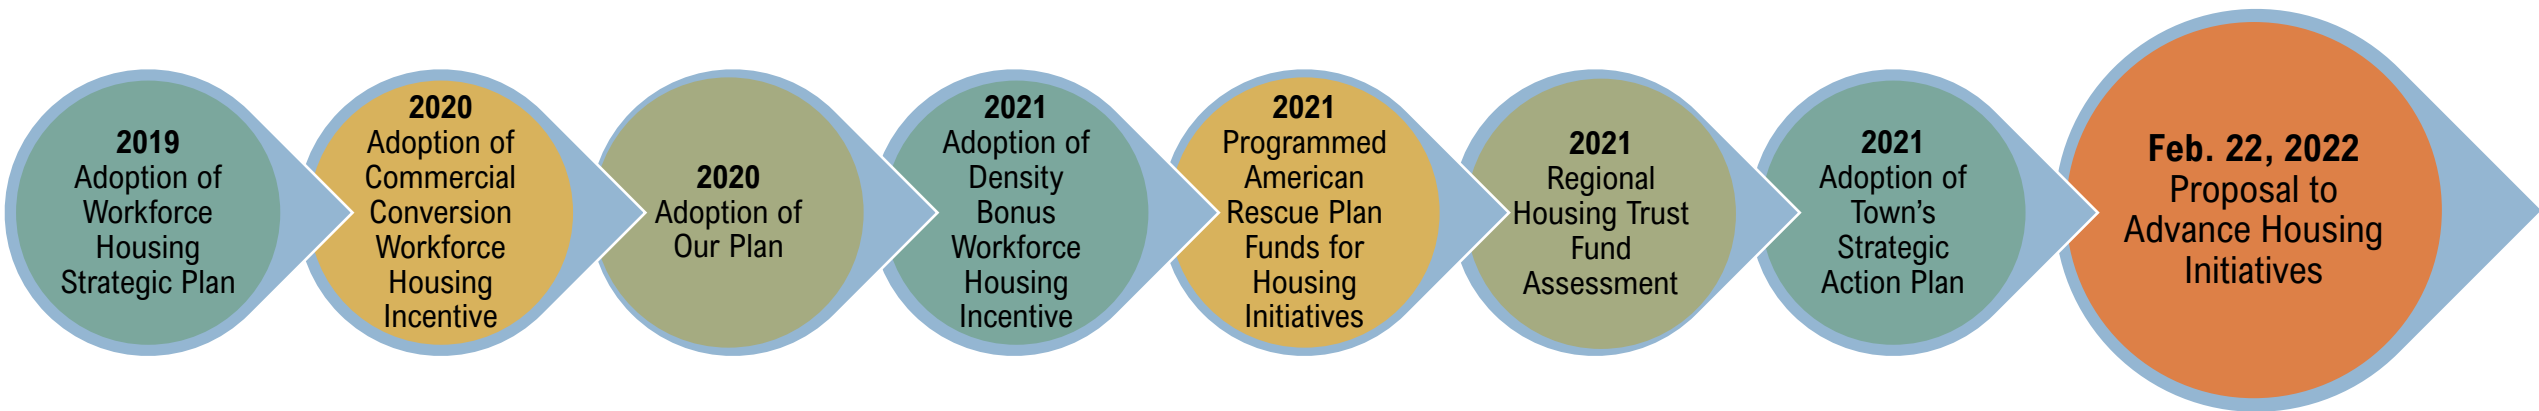 2019
Adoption of
Workforce
Housing
Strategic Plan
2020
Adoption of
Commercial
Conversion
Workforce
Housing
Incentive
2020
Adoption of
Our Plan
2021
Adoption of
Density
Bonus
Workforce
Housing
Incentive
2021
Programmed
American
Rescue Plan
Funds for
Housing
Initiatives
2021
Regional
Housing Trust
Fund
Assessment
2021
Adoption of
Town’s
Strategic
Action Plan
Feb. 22, 2022
Proposal to
Advance Housing
Initiatives